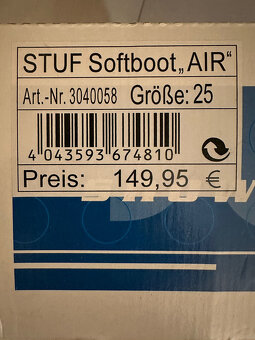 STUF Softboot„AIR“
Art.-Nr. 3040058 Größe: 25
4 043593 674810
Preis: 149,95 €